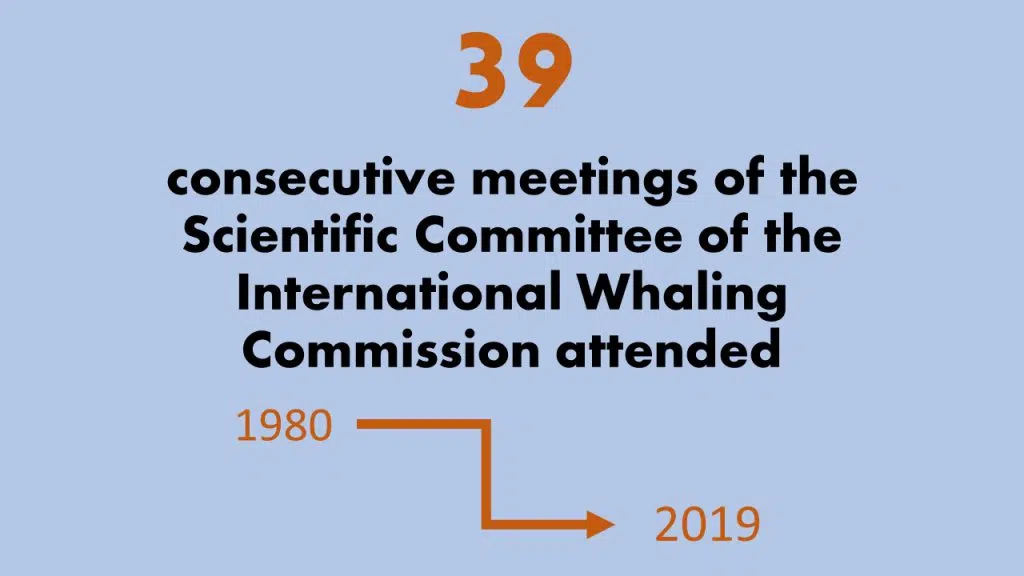 39
consecutive meetings of the
Scientific Committee of the
International Whaling
Commission attended
1980
2019